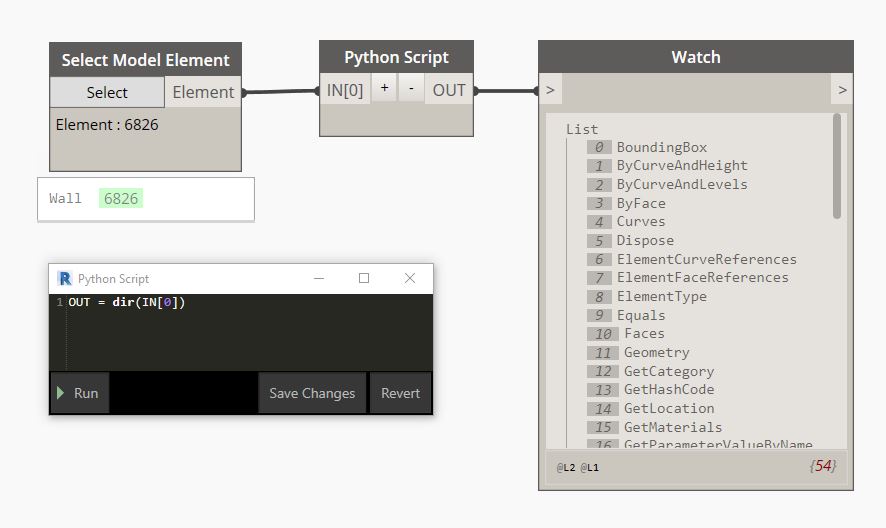 Select Model Element
Select
Element
Element : 6826
Wall 6826
Python Script
IN[0] + - OUT
Watch
> >
List
0 BoundingBox
1 ByCurveAndHeight
2 ByCurveAndLevels
3 ByFace
4 Curves
5 Dispose
6 ElementCurveReferences
7 ElementFaceReferences
8 ElementType
9 Equals
10 Faces
11 Geometry
12 GetCategory
13 GetHashCode
14 GetLocation
15 GetMaterials
16 GetParameterValueByName
@L2 @L1 {54}
R Python Script
1 OUT = dir(IN[0])
Run Save Changes Revert